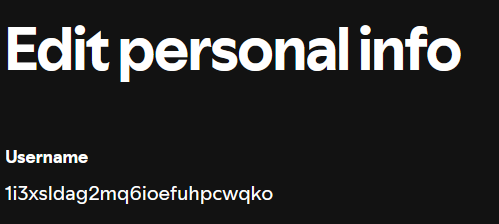 Edit personal info
Username
1i3xsldag2mq6ioefuhpcwqko